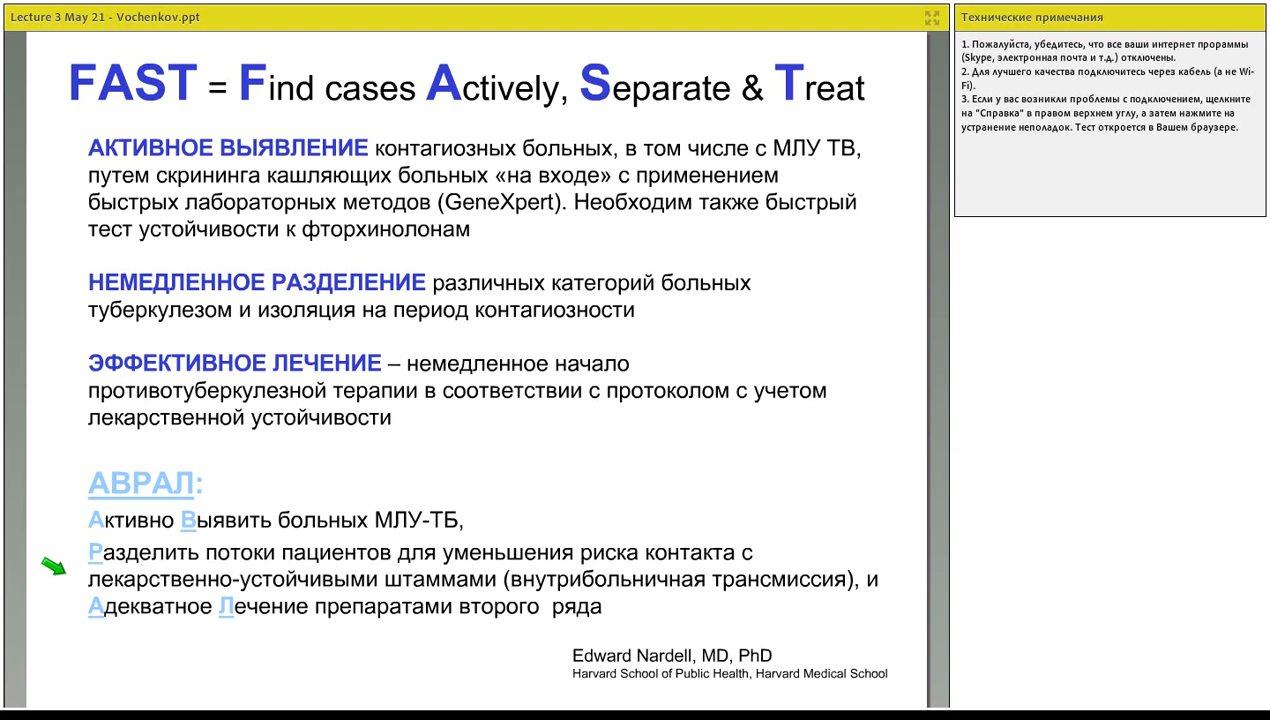 Lecture 3 May 21 - Vochenkov.ppt
FAST = Find cases Actively, Separate & Treat
АКТИВНОЕ ВЫЯВЛЕНИЕ контагиозных больных, в том числе с МЛУ ТВ,
путем скрининга кашляющих больных «на входе» с применением
быстрых лабораторных методов (GeneXpert). Необходим также быстрый
тест устойчивости к фторхинолонам
НЕМЕДЛЕННОЕ РАЗДЕЛЕНИЕ различных категорий больных
туберкулезом и изоляция на период контагиозности
ЭФФЕКТИВНОЕ ЛЕЧЕНИЕ – немедленное начало
противотуберкулезной терапии в соответствии с протоколом с учетом
лекарственной устойчивости
АВРАЛ:
Активно Выявить больных МЛУ-ТБ,
Разделить потоки пациентов для уменьшения риска контакта с
лекарственно-устойчивыми штаммами (внутрибольничная трансмиссия), и
Адекватное Лечение препаратами второго ряда
Edward Nardell, MD, PhD
Harvard School of Public Health, Harvard Medical School
Технические примечания
1. Пожалуйста, убедитесь, что все ваши интернет прораммы
(Skype, электронная почта и т.д.) отключены.
2. Для лучшего качества подключитесь через кабель (а не Wi-
Fi).
3. Если у вас возникли проблемы с подключением, щелкните
на "Справка" в правом верхнем углу, а затем нажмите на
устранение неполадок. Тест откроется в Вашем браузере.